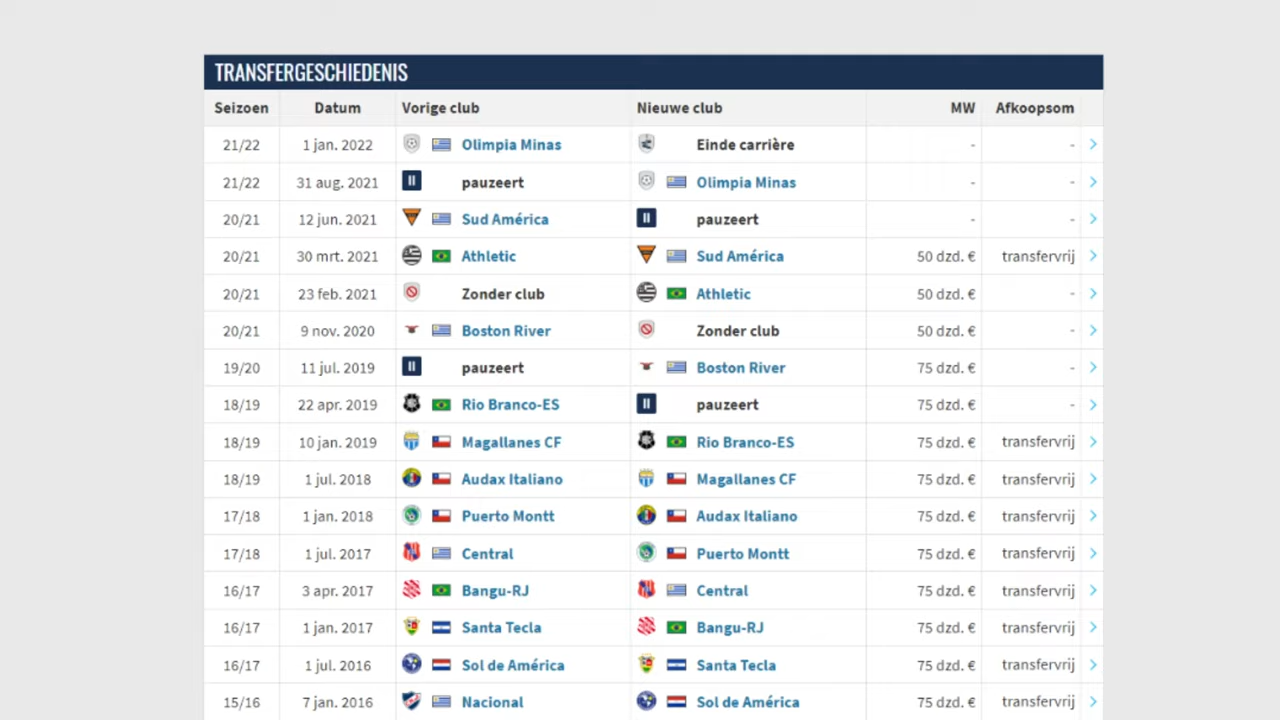 TRANSFERGESCHIEDENIS
Seizoen Datum Vorige club Nieuwe club MW Afkoopsom
21/22 1 jan. 2022 Olimpia Minas Einde carrière - -
21/22 31 aug. 2021 pauzeert Olimpia Minas - -
20/21 12 jun. 2021 Sud América pauzeert - -
20/21 30 mrt. 2021 Athletic Sud América 50 dzd. € transfervrij
20/21 23 feb. 2021 Zonder club Athletic 50 dzd. € -
20/21 9 nov. 2020 Boston River Zonder club 50 dzd. € -
19/20 11 jul. 2019 pauzeert Boston River 75 dzd. € -
18/19 22 apr. 2019 Rio Branco-ES pauzeert 75 dzd. € -
18/19 10 jan. 2019 Magallanes CF Rio Branco-ES 75 dzd. € transfervrij
18/19 1 jul. 2018 Audax Italiano Magallanes CF 75 dzd. € transfervrij
17/18 1 jan. 2018 Puerto Montt Audax Italiano 75 dzd. € transfervrij
17/18 1 jul. 2017 Central Puerto Montt 75 dzd. € transfervrij
16/17 3 apr. 2017 Bangu-RJ Central 75 dzd. € transfervrij
16/17 1 jan. 2017 Santa Tecla Bangu-RJ 75 dzd. € transfervrij
16/17 1 jul. 2016 Sol de América Santa Tecla 75 dzd. € transfervrij
15/16 7 jan. 2016 Nacional Sol de América 75 dzd. € transfervrij